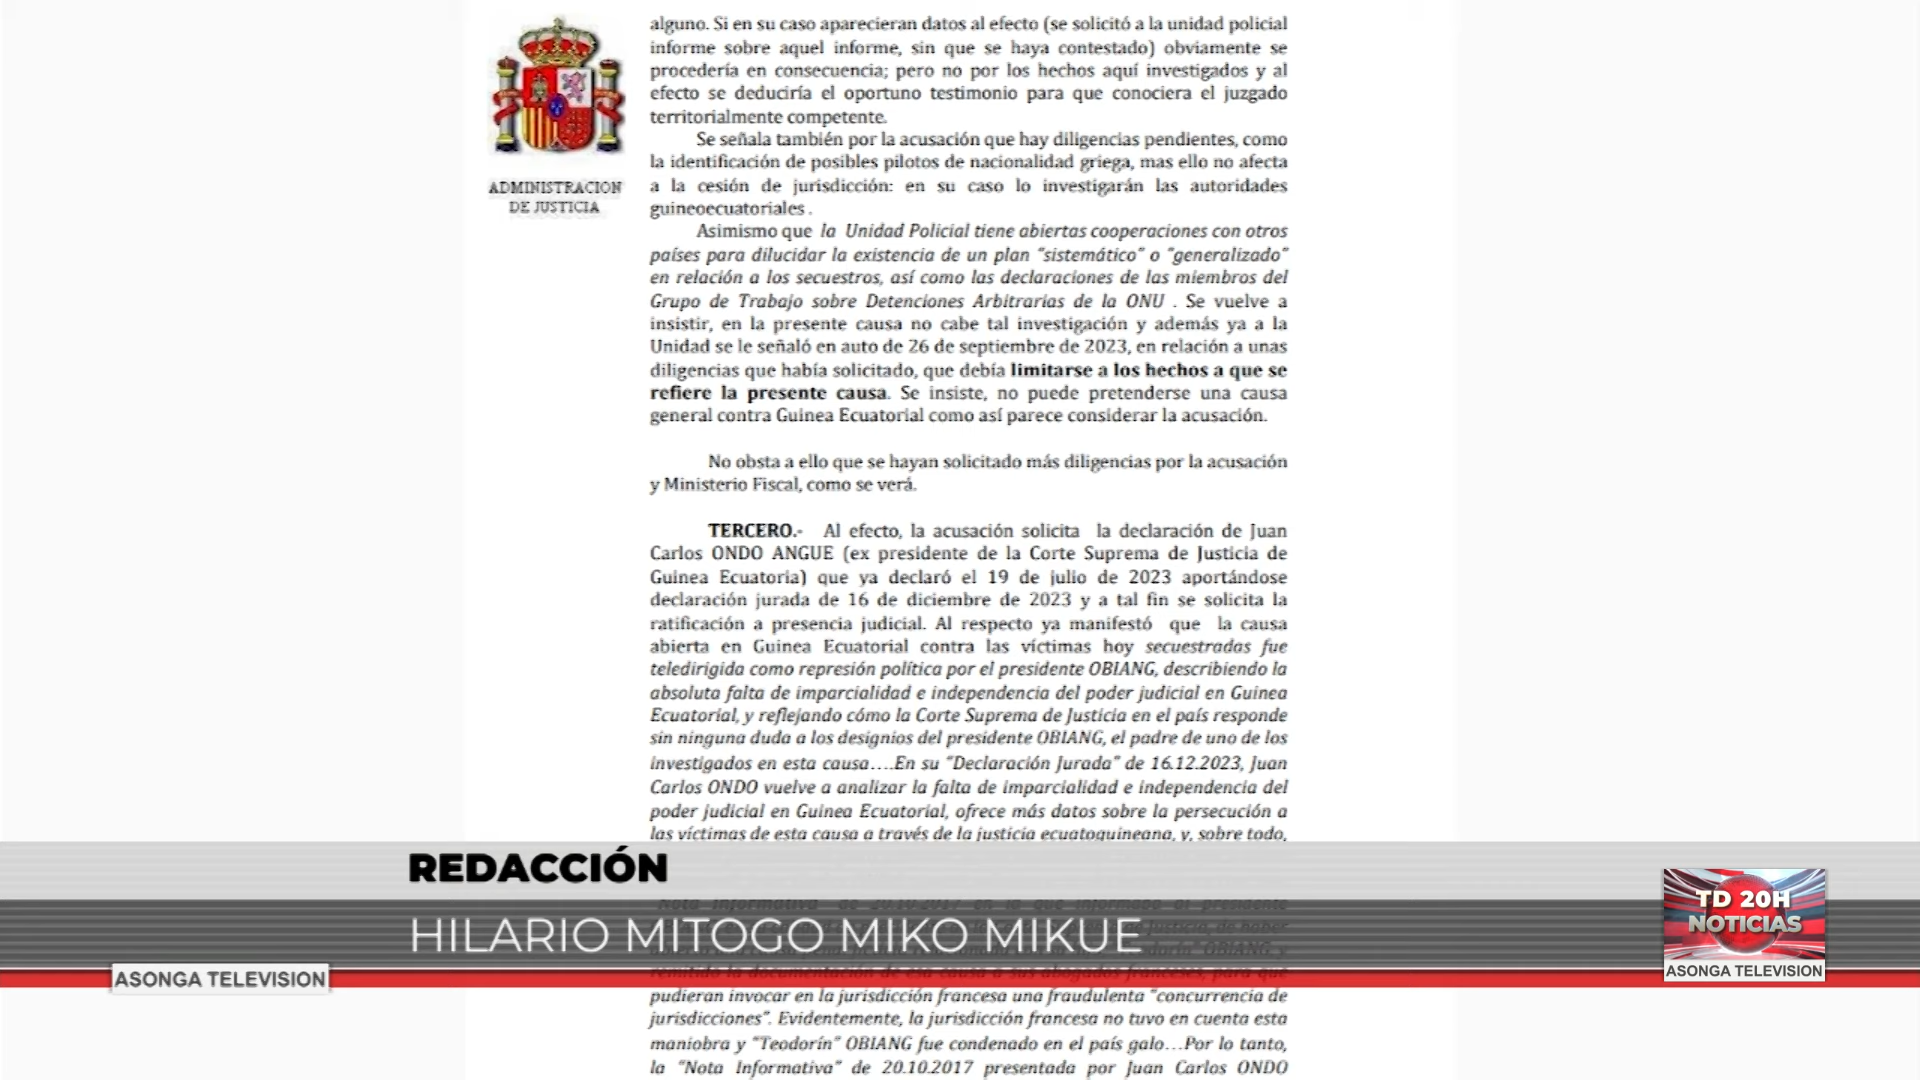 alguno. Si en su caso aparecieran datos al efecto (se solicitó a la unidad policial
informe sobre aquel informe, sin que se haya contestado) obviamente se
procedería en consecuencia; pero no por los hechos aquí investigados y al
efecto se deduciría el oportuno testimonio para que conociera el juzgado
territorialmente competente.
Se señala también por la acusación que hay diligencias pendientes, como
la identificación de posibles pilotos de nacionalidad griega, mas ello no afecta
a la cesión de jurisdicción: en su caso lo investigarán las autoridades
guineoecuatoriales .
ADMINISTRACION
DE JUSTICIA
Asimismo que la Unidad Policial tiene abiertas cooperaciones con otros
países para dilucidar la existencia de un plan “sistemático” o “generalizado”
en relación a los secuestros, así como las declaraciones de las miembros del
Grupo de Trabajo sobre Detenciones Arbitrarias de la ONU . Se vuelve a
insistir, en la presente causa no cabe tal investigación y además ya a la
Unidad se le señaló en auto de 26 de septiembre de 2023, en relación a unas
diligencias que había solicitado, que debía limitarse a los hechos a que se
refiere la presente causa. Se insiste, no puede pretenderse una causa
general contra Guinea Ecuatorial como así parece considerar la acusación.
No obsta a ello que se hayan solicitado más diligencias por la acusación
y Ministerio Fiscal, como se verá.
TERCERO.- Al efecto, la acusación solicita la declaración de Juan
Carlos ONDO ANGUE (ex presidente de la Corte Suprema de Justicia de
Guinea Ecuatoria) que ya declaró el 19 de julio de 2023 aportándose
declaración jurada de 16 de diciembre de 2023 y a tal fin se solicita la
ratificación a presencia judicial. Al respecto ya manifestó que la causa
abierta en Guinea Ecuatorial contra las víctimas hoy secuestradas fue
teledirigida como represión política por el presidente OBIANG, describiendo la
absoluta falta de imparcialidad e independencia del poder judicial en Guinea
Ecuatorial, y reflejando cómo la Corte Suprema de Justicia en el país responde
sin ninguna duda a los designios del presidente OBIANG, el padre de uno de los
investigados en esta causa….En su “Declaración Jurada” de 16.12.2023, Juan
Carlos ONDO vuelve a analizar la falta de imparcialidad e independencia del
poder judicial en Guinea Ecuatorial, ofrece más datos sobre la persecución a
las víctimas de esta causa a través de la justicia ecuatoguineana, y, sobre todo,
REDACCIÓN
HILARIO MITOGO MIKO MIKUE
ASONGA TELEVISION
TD 20H
NOTICIAS
ASONGA TELEVISION
remitido la documentación de esa causa a sus abogados franceses, para que
pudieran invocar en la jurisdicción francesa una fraudulenta “concurrencia de
jurisdicciones”. Evidentemente, la jurisdicción francesa no tuvo en cuenta esta
maniobra y “Teodorín” OBIANG fue condenado en el país galo…Por lo tanto,
la “Nota Informativa” de 20.10.2017 presentada por Juan Carlos ONDO